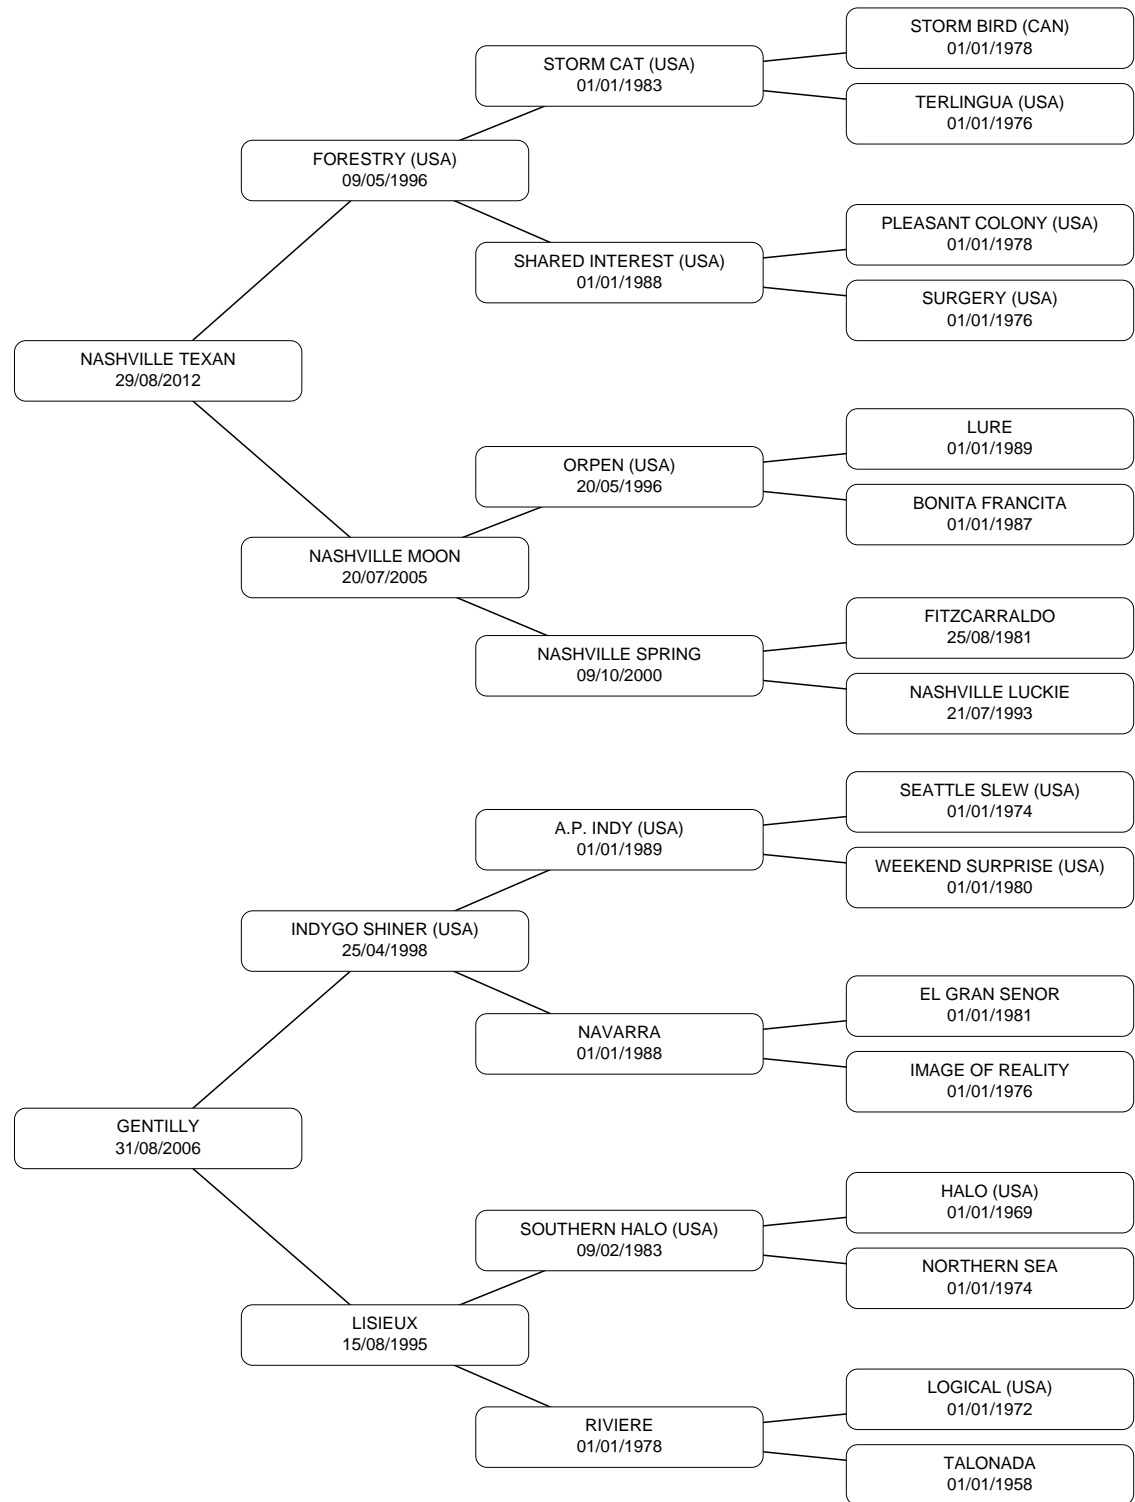 STORM BIRD (CAN)
01/01/1978
STORM CAT (USA)
01/01/1983
TERLINGUA (USA)
01/01/1976
FORESTRY (USA)
09/05/1996
PLEASANT COLONY (USA)
01/01/1978
SHARED INTEREST (USA)
01/01/1988
SURGERY (USA)
01/01/1976
NASHVILLE TEXAN
29/08/2012
LURE
01/01/1989
ORPEN (USA)
20/05/1996
BONITA FRANCITA
01/01/1987
NASHVILLE MOON
20/07/2005
FITZCARRALDO
25/08/1981
NASHVILLE SPRING
09/10/2000
NASHVILLE LUCKIE
21/07/1993
SEATTLE SLEW (USA)
01/01/1974
A.P. INDY (USA)
01/01/1989
WEEKEND SURPRISE (USA)
01/01/1980
INDYGO SHINER (USA)
25/04/1998
EL GRAN SENOR
01/01/1981
NAVARRA
01/01/1988
IMAGE OF REALITY
01/01/1976
GENTILLY
31/08/2006
HALO (USA)
01/01/1969
SOUTHERN HALO (USA)
09/02/1983
NORTHERN SEA
01/01/1974
LISIEUX
15/08/1995
LOGICAL (USA)
01/01/1972
RIVIERE
01/01/1978
TALONADA
01/01/1958